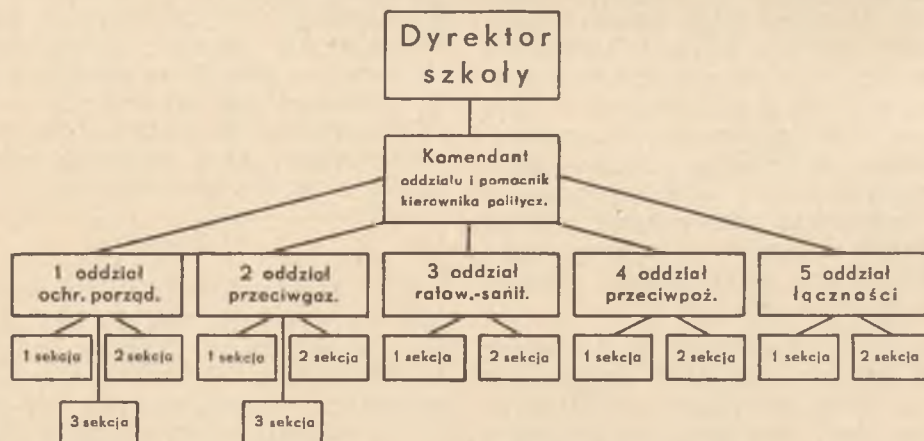 Dyrektor
szkoły
Komendant
oddziału i pomocnik
kierownika politycz.
1 oddział
ochr. porząd.
2 oddział
przeciwgaz.
3 oddział
ratow.-sanit.
4 oddział
przeciwpoż.
5 oddział
łączności
1 sekcja
2 sekcja
1 sekcja
2 sekcja
1 sekcja
2 sekcja
1 sekcja
2 sekcja
1 sekcja
2 sekcja
3 sekcja
3 sekcja